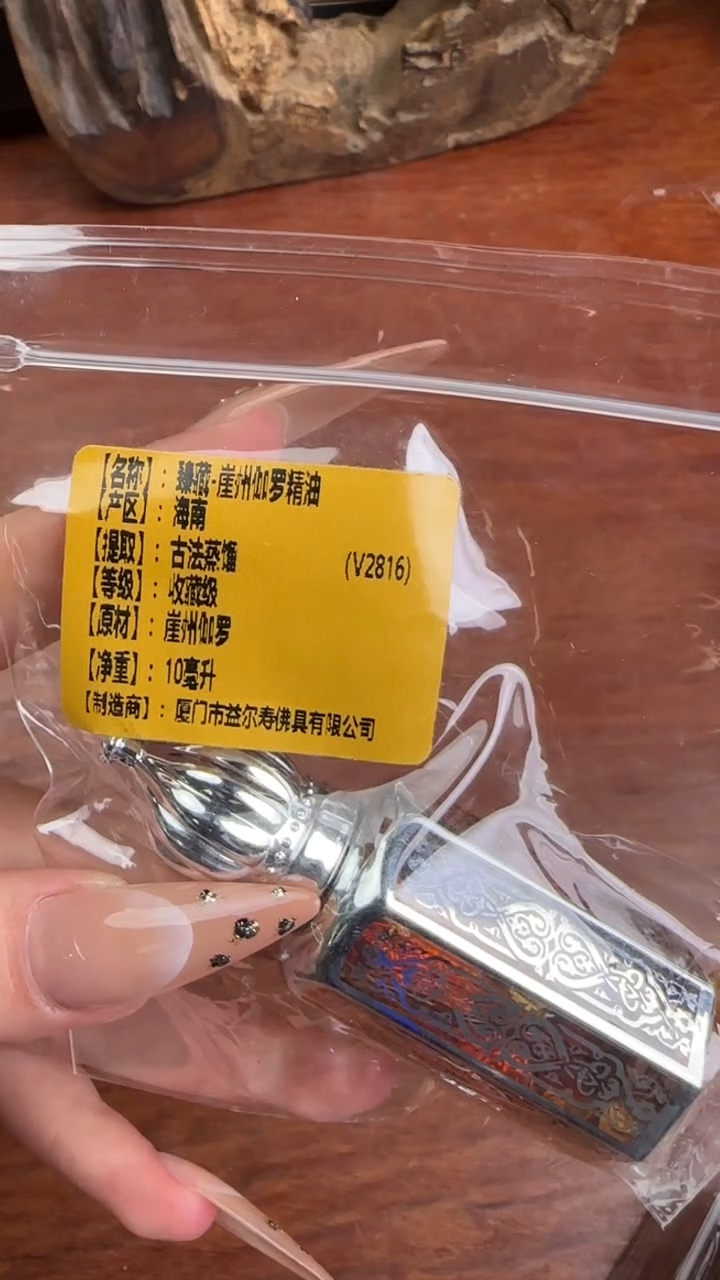 【名称】：臻藏-崖州伽罗精油
【产区】：海南
【提取】：古法蒸馏 (V2816)
【等级】：收藏级
【原材】：崖州伽罗
【净重】：10毫升
【制造商】：厦门市益尔寿佛具有限公司